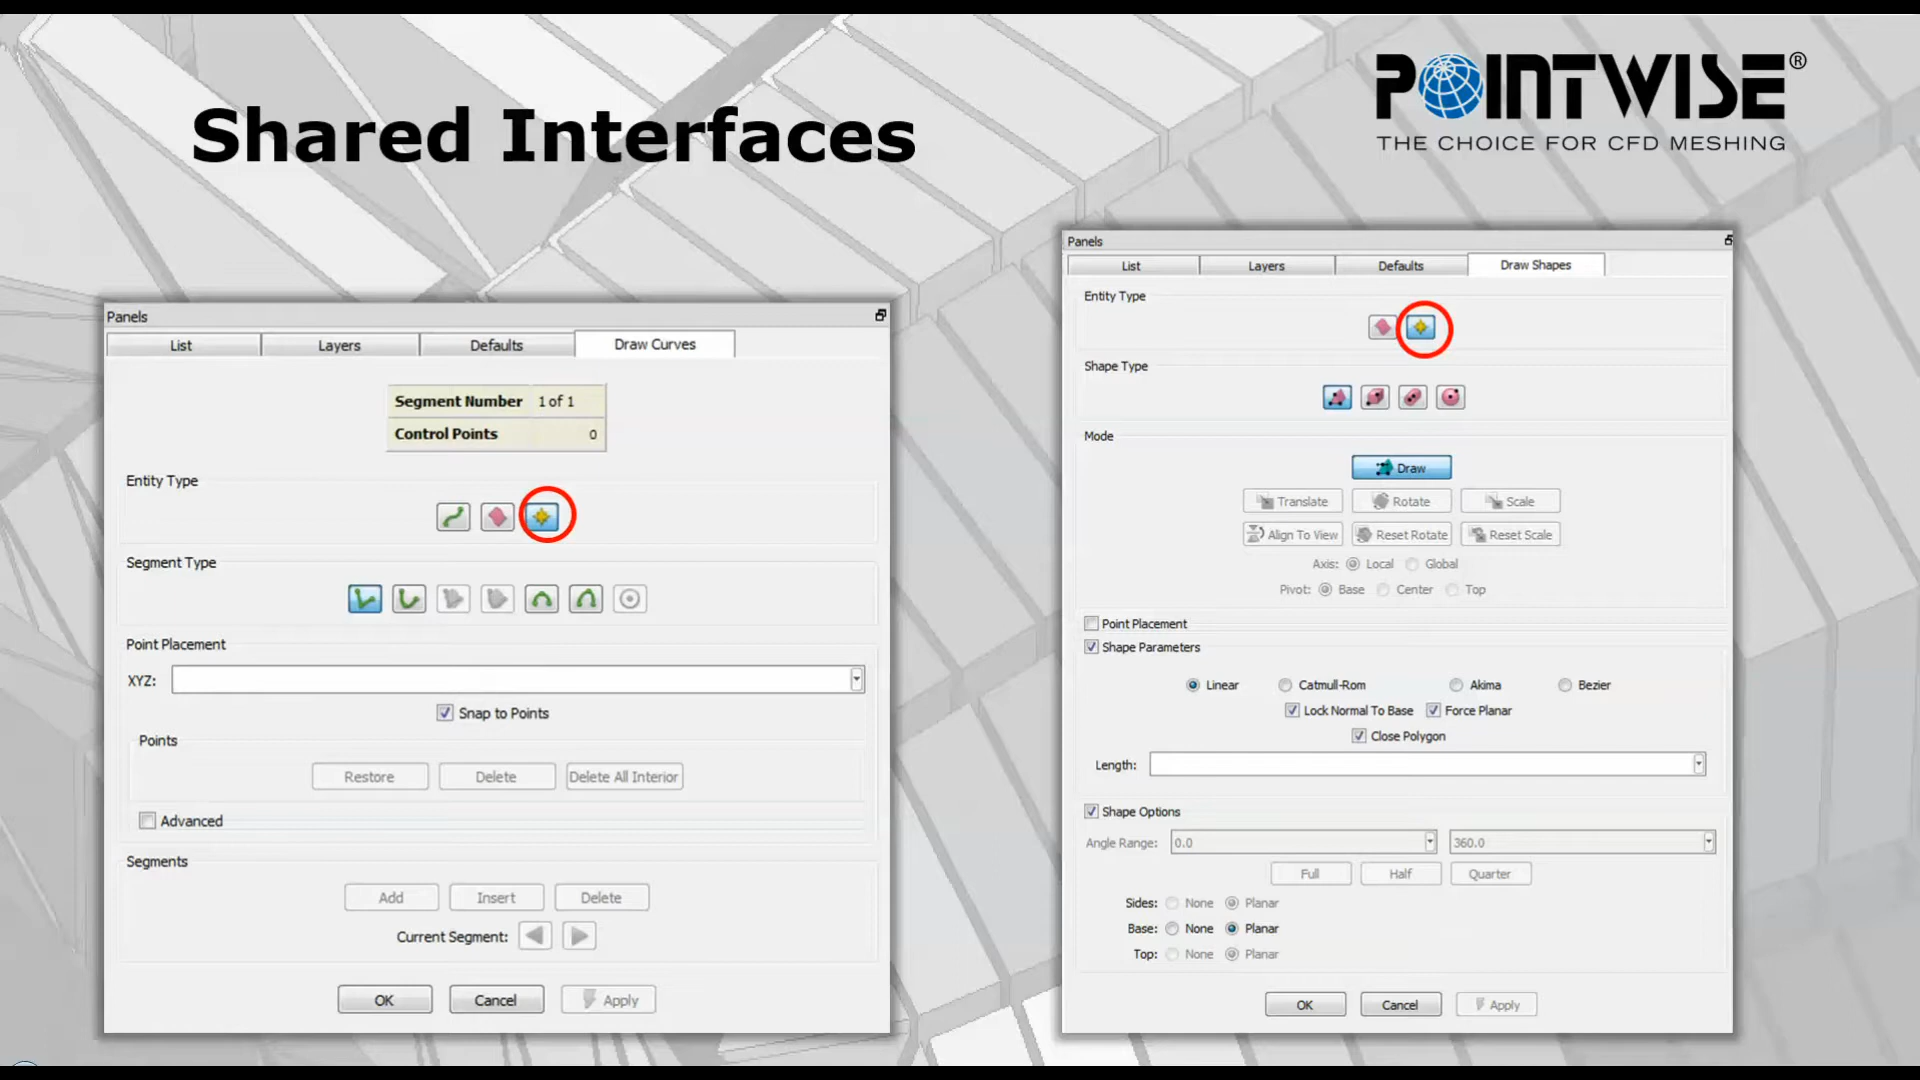 Shared Interfaces
POINTWISE®
THE CHOICE FOR CFD MESHING
Panels
List Layers Defaults Draw Curves
Segment Number 1 of 1
Control Points 0
Entity Type
Segment Type
Point Placement
XYZ:
Snap to Points
Points
Restore Delete Delete All Interior
Advanced
Segments
Add Insert Delete
Current Segment:
OK Cancel Apply
Panels
List Layers Defaults Draw Shapes
Entity Type
Shape Type
Mode
Draw
Translate Rotate Scale
Align To View Reset Rotate Reset Scale
Axis: Local Global
Pivot: Base Center Top
Point Placement
Shape Parameters
Linear Catmull-Rom Akima Bezier
Lock Normal To Base Force Planar
Close Polygon
Length:
Shape Options
Angle Range: 0.0 360.0
Full Half Quarter
Sides: None Planar
Base: None Planar
Top: None Planar
OK Cancel Apply